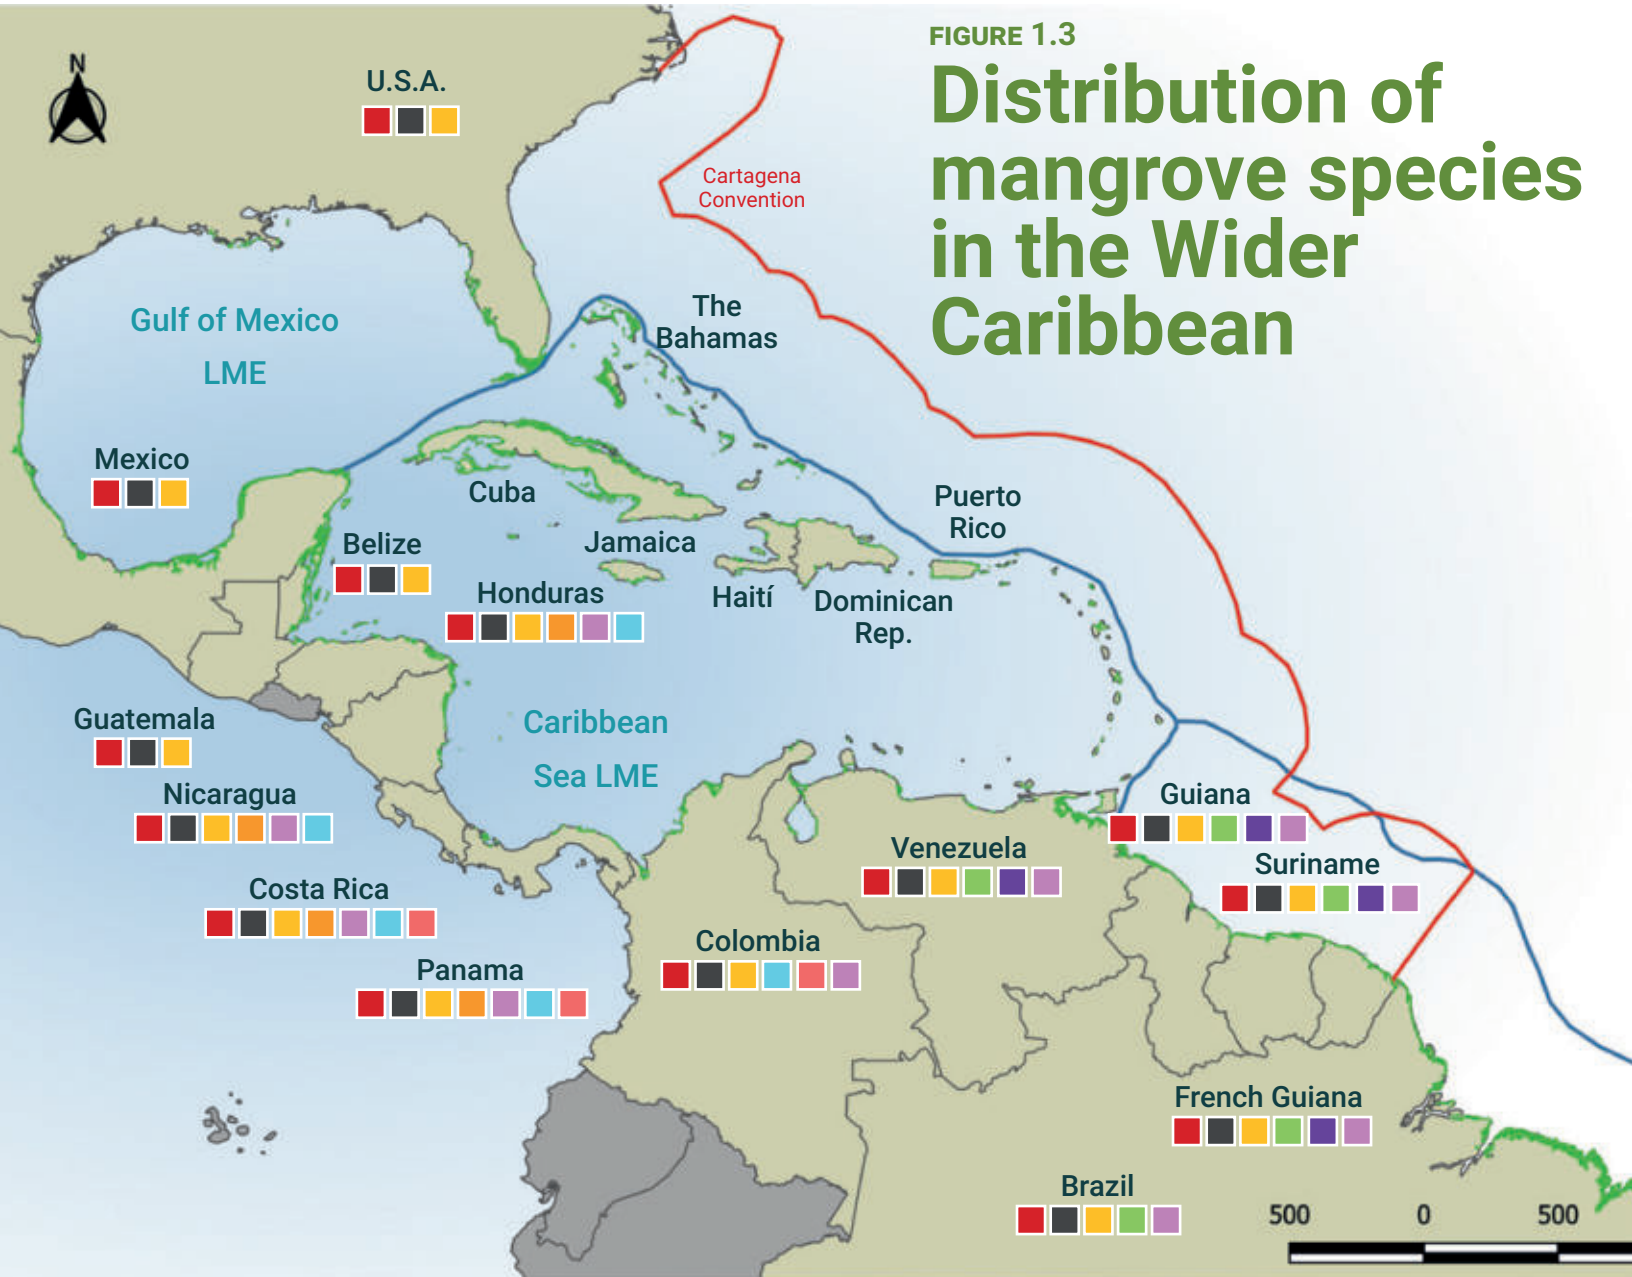 FIGURE 1.3
Distribution of
mangrove species
in the Wider
Caribbean
N
U.S.A.
Cartagena
Convention
Gulf of Mexico
LME
The
Bahamas
Mexico
Cuba
Puerto
Rico
Belize
Jamaica
Honduras
Haití
Dominican
Rep.
Guatemala
Caribbean
Sea LME
Nicaragua
Guiana
Venezuela
Suriname
Costa Rica
Colombia
Panama
French Guiana
Brazil
500 0 500